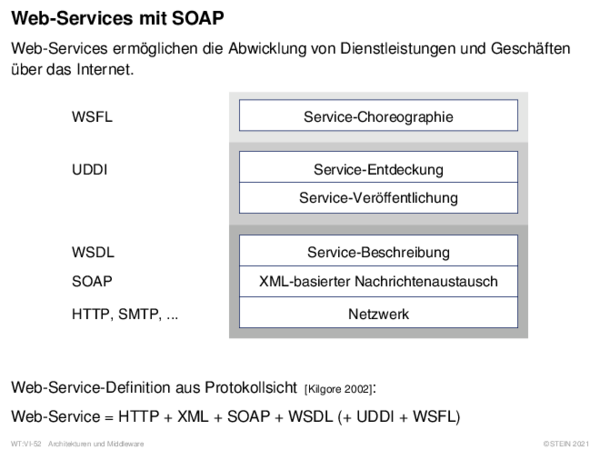 Web-Services mit SOAP
Web-Services ermöglichen die Abwicklung von Dienstleistungen und Geschäften
über das Internet.
WSFL Service-Choreographie
UDDI Service-Entdeckung
Service-Veröffentlichung
WSDL Service-Beschreibung
SOAP XML-basierter Nachrichtenaustausch
HTTP, SMTP, ... Netzwerk
Web-Service-Definition aus Protokollsicht [Kilgore 2002]:
Web-Service = HTTP + XML + SOAP + WSDL (+ UDDI + WSFL)
WT:VI-52 Architekturen und Middleware ©STEIN 2021